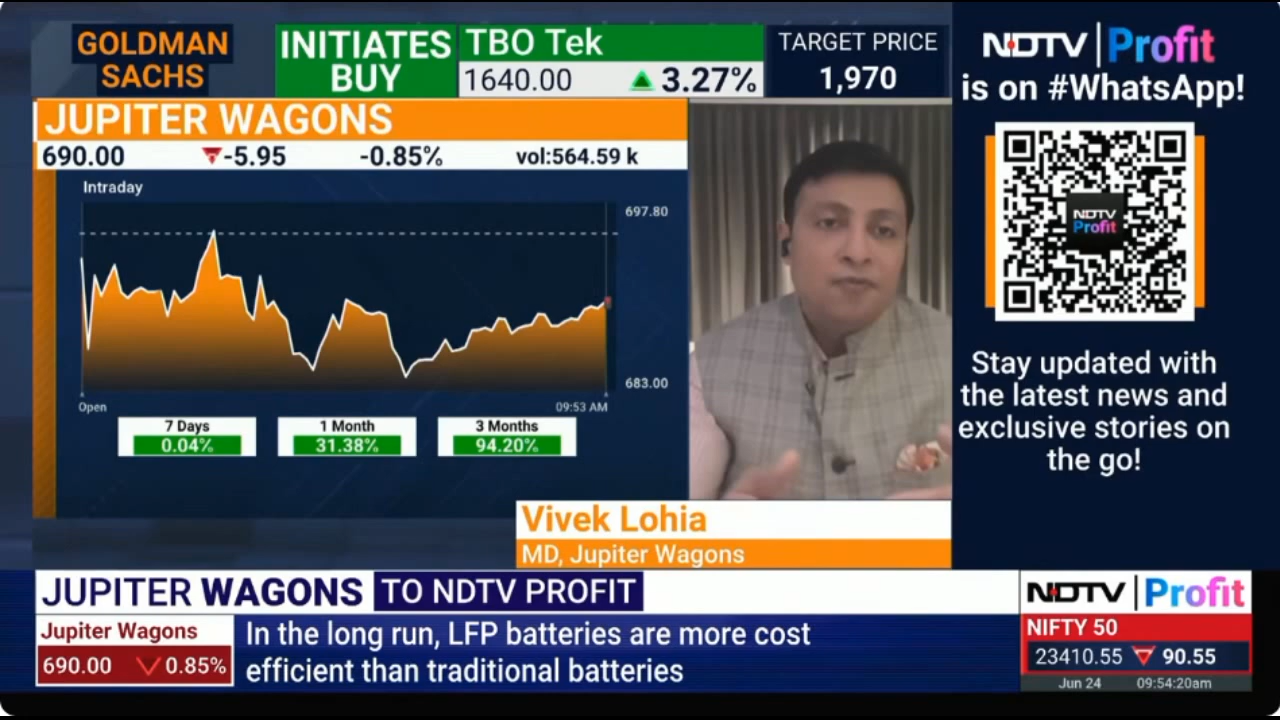 GOLDMAN
SACHS
INITIATES
BUY
TBO Tek
1640.00 ▲ 3.27%
TARGET PRICE
1,970
NDTV | Profit
is on #WhatsApp!
JUPITER WAGONS
690.00 ▼-5.95 -0.85% vol:564.59 k
Intraday
697.80
683.00
Open 09:53 AM
7 Days
0.04%
1 Month
31.38%
3 Months
94.20%
NDTV
Profit
Stay updated with
the latest news and
exclusive stories on
the go!
Vivek Lohia
MD, Jupiter Wagons
JUPITER WAGONS TO NDTV PROFIT
Jupiter Wagons
690.00 ▽ 0.85%
In the long run, LFP batteries are more cost
efficient than traditional batteries
NDTV | Profit
NIFTY 50
23410.55 ▼ 90.55
Jun 24 09:54:20am